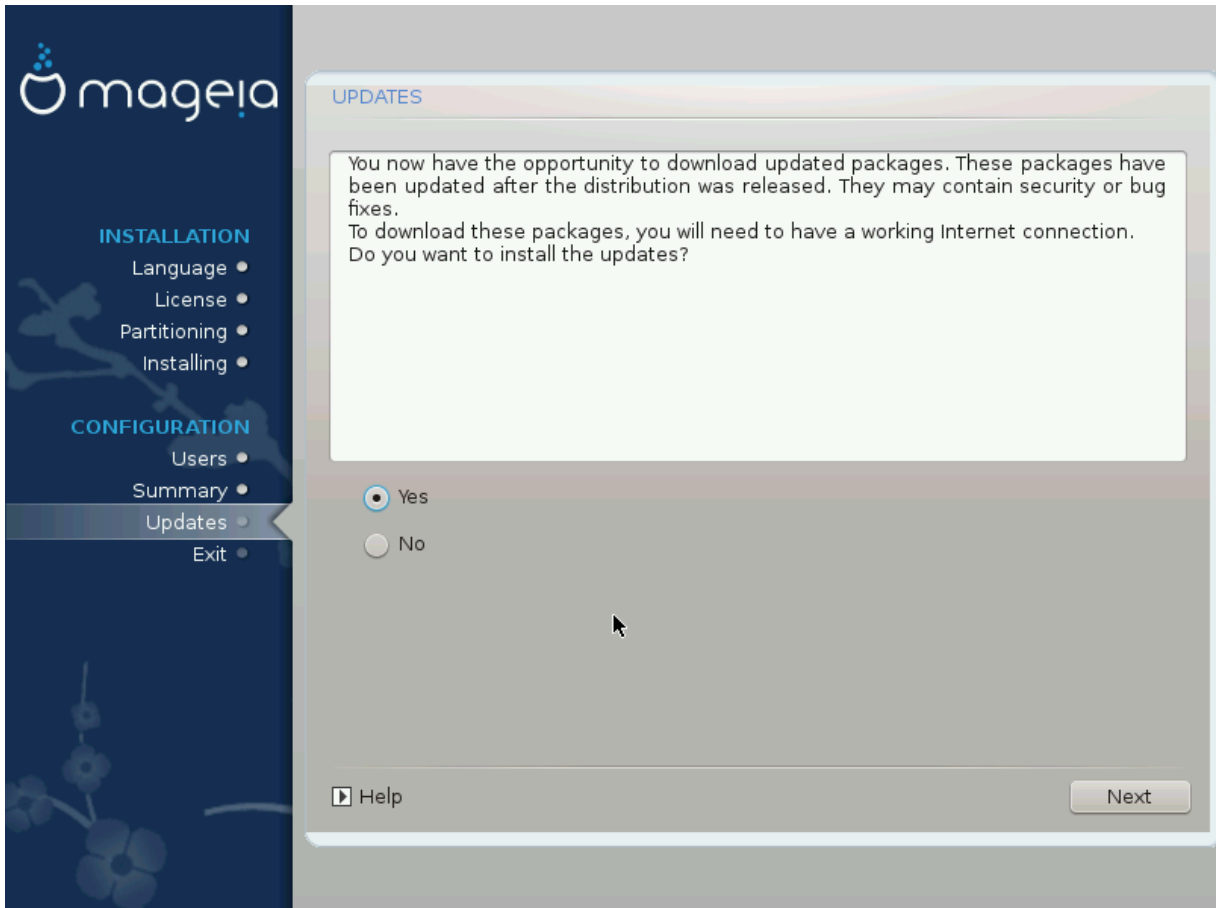 mageia
INSTALLATION
Language
License
Partitioning
Installing
CONFIGURATION
Users
Summary
Updates
Exit
UPDATES
You now have the opportunity to download updated packages. These packages have
been updated after the distribution was released. They may contain security or bug
fixes.
To download these packages, you will need to have a working Internet connection.
Do you want to install the updates?
Yes
No
Help
Next